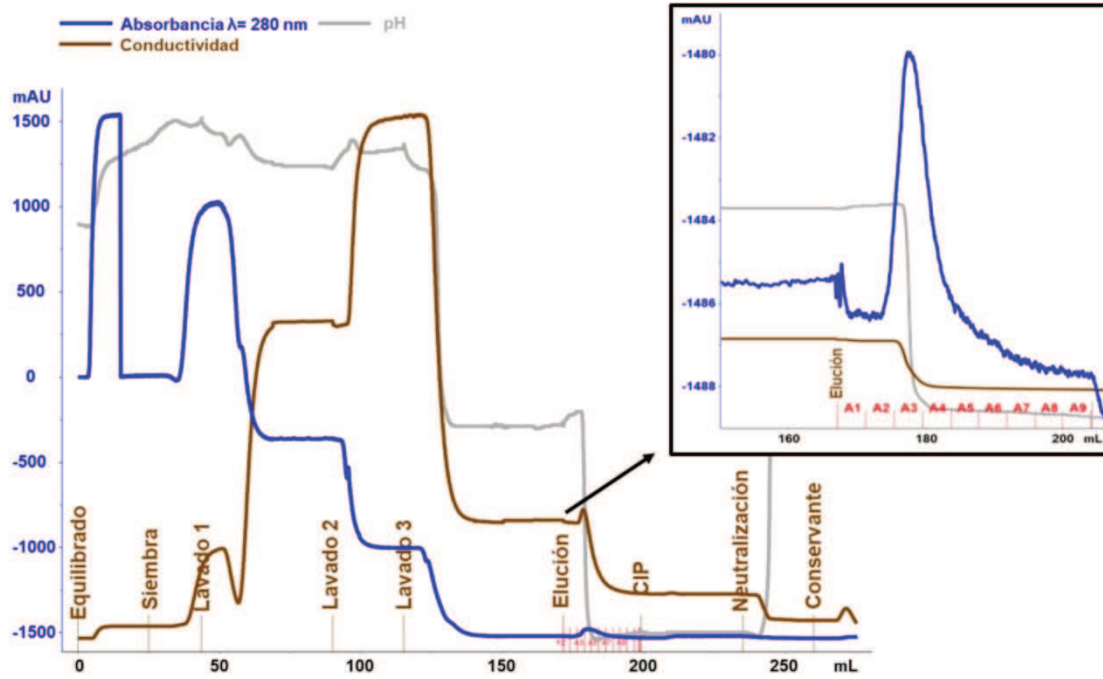 Absorbancia λ= 280 nm
pH
Conductividad
mAU
1500
1000
500
0
-500
-1000
-1500
Equilibrado
Siembra
Lavado 1
Lavado 2
Lavado 3
Elución
CIP
Neutralización
Conservante
0
50
100
150
200
250
mL
mAU
-1480
-1482
-1484
-1486
-1488
Elución
A1 A2 A3 A4 A5 A6 A7 A8 A9
160
180
200
mL